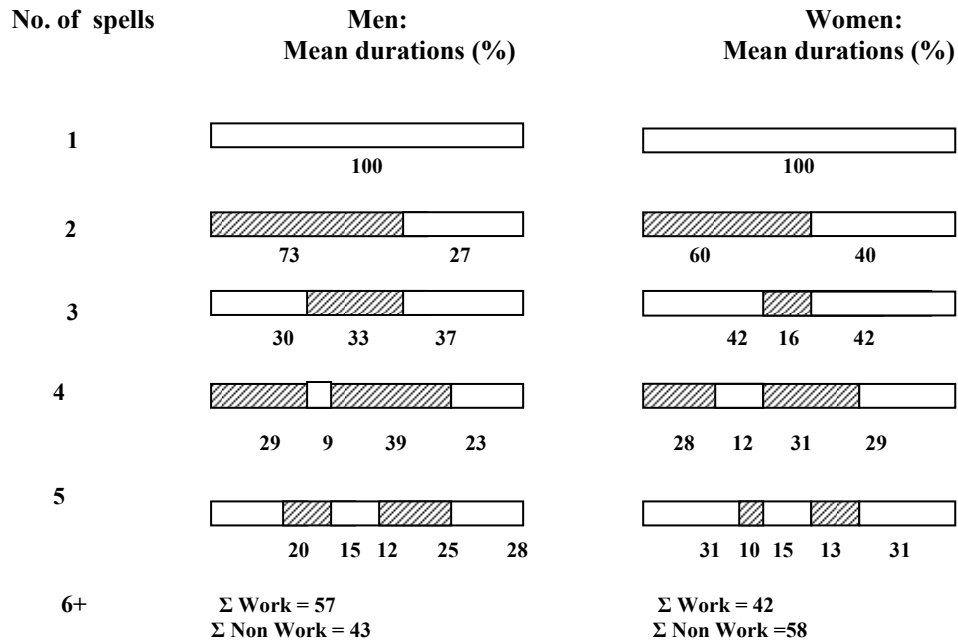 No. of spells Men: Women:
Mean durations (%) Mean durations (%)
1
100 100
2
73 27 60 40
3
30 33 37 42 16 42
4
29 9 39 23 28 12 31 29
5
20 15 12 25 28 31 10 15 13 31
6+ Σ Work = 57 Σ Work = 42
Σ Non Work = 43 Σ Non Work =58